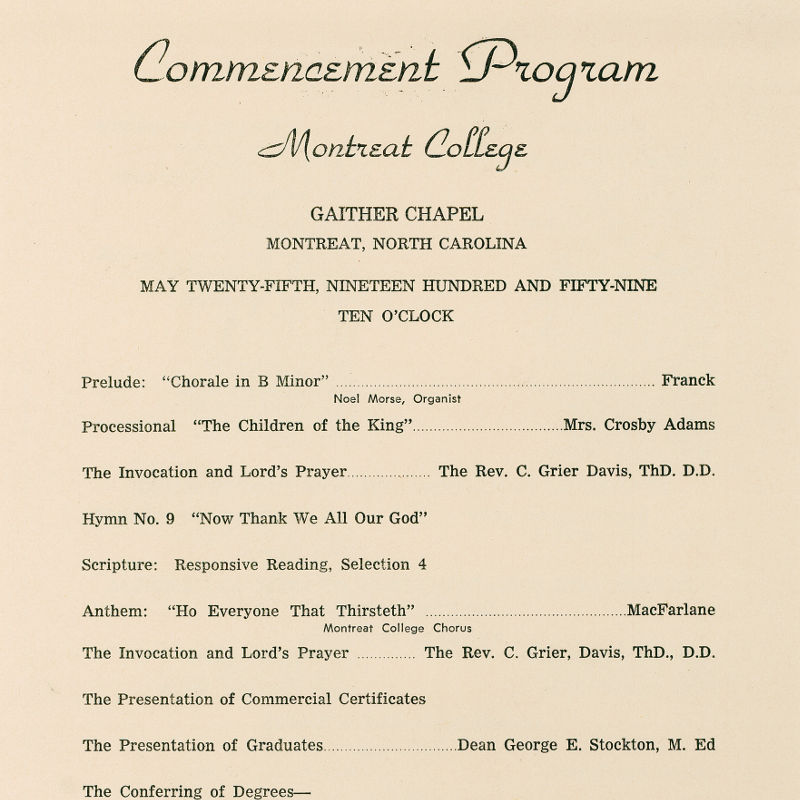 Commencement Program
Montreat College
GAITHER CHAPEL
MONTREAT, NORTH CAROLINA
MAY TWENTY-FIFTH, NINETEEN HUNDRED AND FIFTY-NINE
TEN O'CLOCK
Prelude: "Chorale in B Minor" ........................................ Franck
Noel Morse, Organist
Processional "The Children of the King"..............................Mrs. Crosby Adams
The Invocation and Lord's Prayer.................... The Rev. C. Grier Davis, ThD. D.D.
Hymn No. 9 "Now Thank We All Our God"
Scripture: Responsive Reading, Selection 4
Anthem: "Ho Everyone That Thirsteth" ........................................MacFarlane
Montreat College Chorus
The Invocation and Lord's Prayer .............. The Rev. C. Grier, Davis, ThD., D.D.
The Presentation of Commercial Certificates
The Presentation of Graduates..............................Dean George E. Stockton, M. Ed
The Conferring of Degrees—